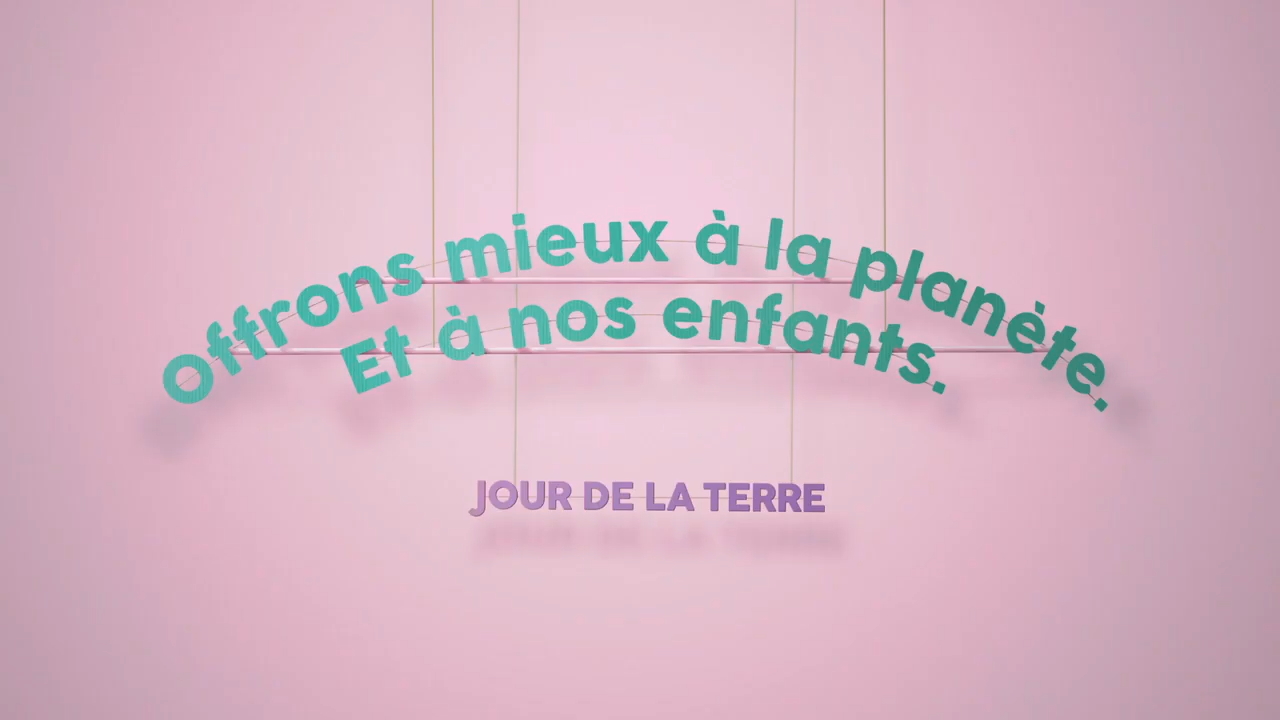 Offrons mieux à la planète.
Et à nos enfants.
JOUR DE LA TERRE